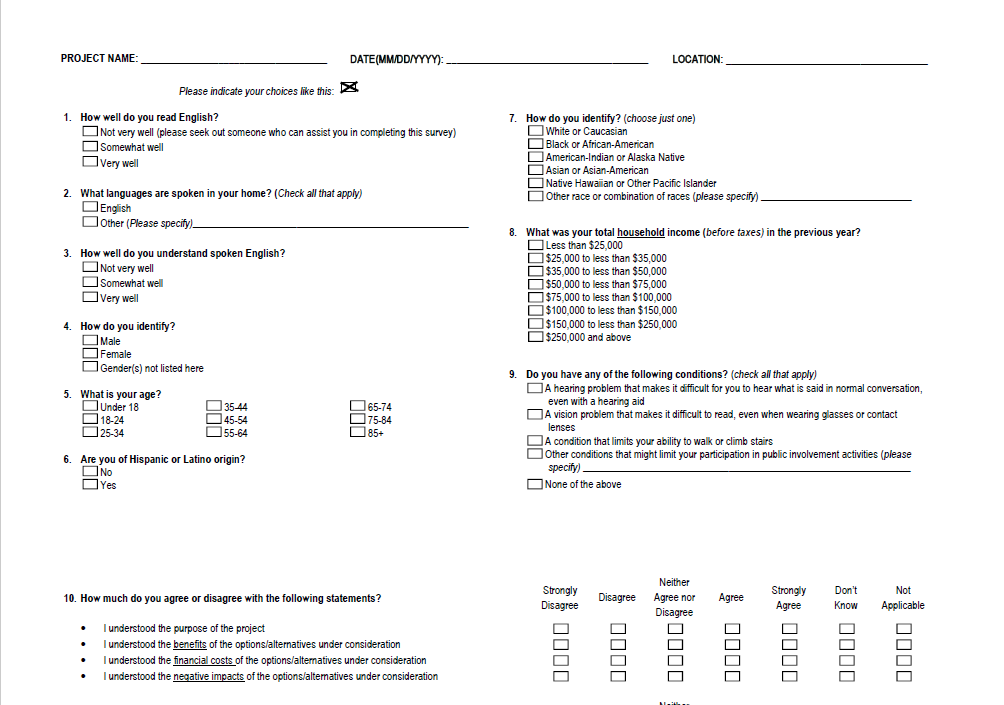 PROJECT NAME: DATE(MM/DD/YYYY): LOCATION:
Please indicate your choices like this:
1. How well do you read English?
Not very well (please seek out someone who can assist you in completing this survey)
Somewhat well
Very well
2. What languages are spoken in your home? (Check all that apply)
English
Other (Please specify)
3. How well do you understand spoken English?
Not very well
Somewhat well
Very well
4. How do you identify?
Male
Female
Gender(s) not listed here
5. What is your age?
Under 18 35-44 65-74
18-24 45-54 75-84
25-34 55-64 85+
6. Are you of Hispanic or Latino origin?
No
Yes
7. How do you identify? (choose just one)
White or Caucasian
Black or African-American
American-Indian or Alaska Native
Asian or Asian-American
Native Hawaiian or Other Pacific Islander
Other race or combination of races (please specify)
8. What was your total household income (before taxes) in the previous year?
Less than $25,000
$25,000 to less than $35,000
$35,000 to less than $50,000
$50,000 to less than $75,000
$75,000 to less than $100,000
$100,000 to less than $150,000
$150,000 to less than $250,000
$250,000 and above
9. Do you have any of the following conditions? (check all that apply)
A hearing problem that makes it difficult for you to hear what is said in normal conversation,
even with a hearing aid
A vision problem that makes it difficult to read, even when wearing glasses or contact
lenses
A condition that limits your ability to walk or climb stairs
Other conditions that might limit your participation in public involvement activities (please
specify)
None of the above
10. How much do you agree or disagree with the following statements?
Strongly Disagree Disagree Neither Agree nor Disagree Agree Strongly Agree Don't Know Not Applicable
• I understood the purpose of the project
• I understood the benefits of the options/alternatives under consideration
• I understood the financial costs of the options/alternatives under consideration
• I understood the negative impacts of the options/alternatives under consideration